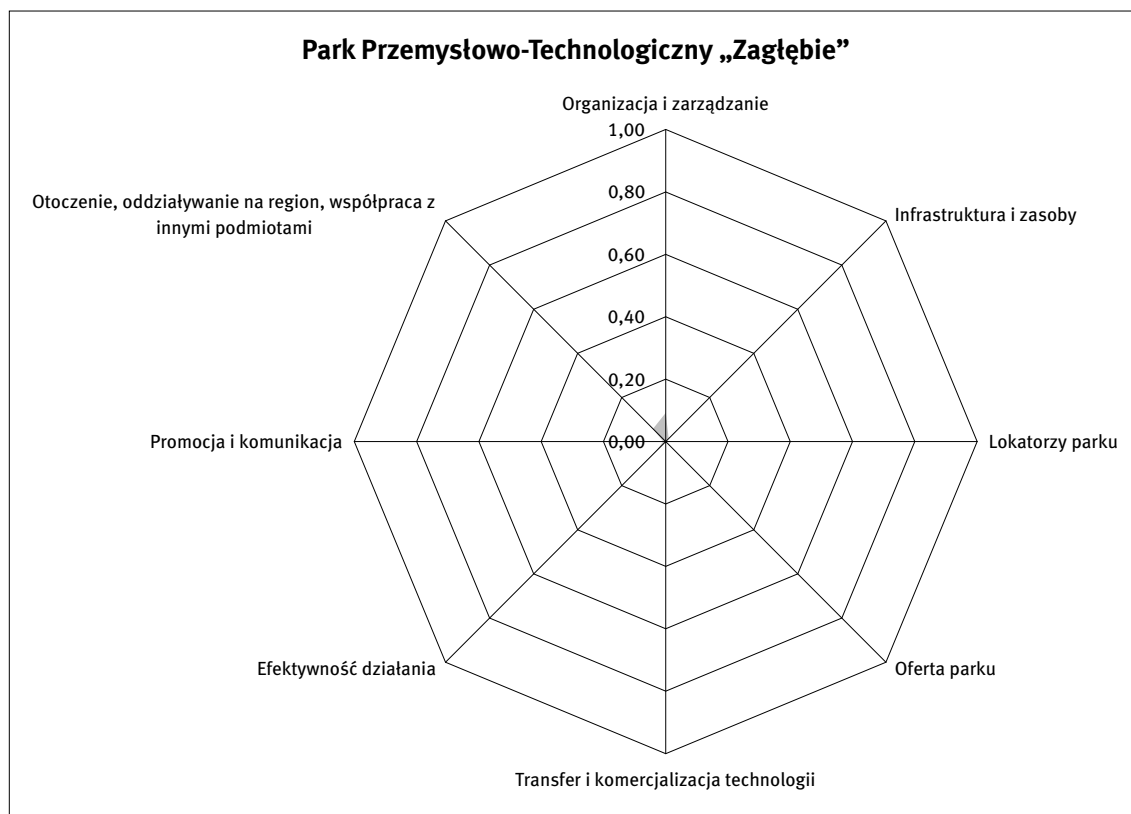 Park Przemysłowo-Technologiczny „Zagłębie”
Organizacja i zarządzanie
1,00
0,80
0,60
0,40
0,20
0,00
Infrastruktura i zasoby
Lokatorzy parku
Oferta parku
Transfer i komercjalizacja technologii
Efektywność działania
Promocja i komunikacja
Otoczenie, oddziaływanie na region, współpraca z
innymi podmiotami